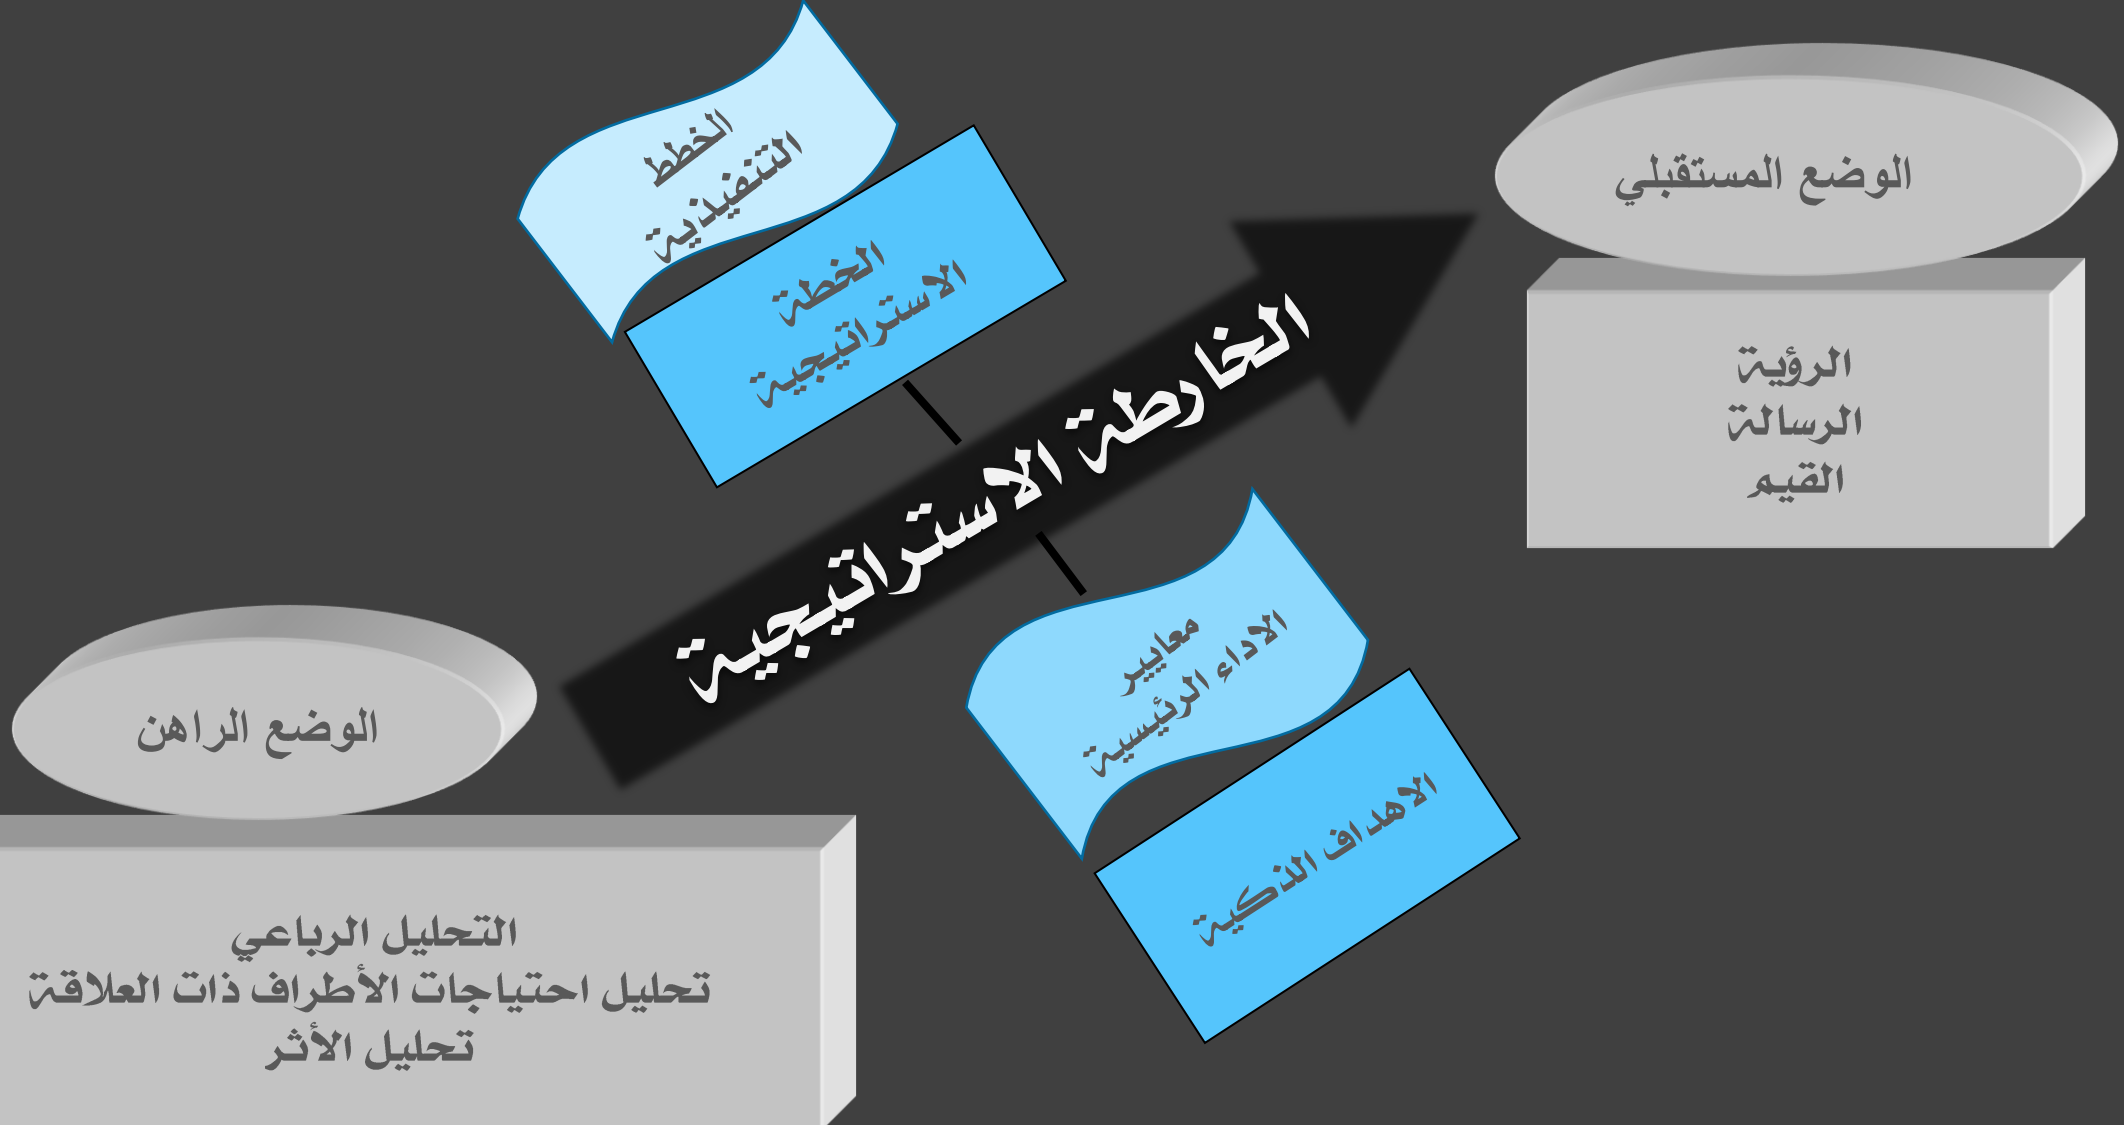 الوضع المستقبلي
الرؤية
الرسالة
القيم
الخطط
التنفيذية
الخطة
الاستراتيجية
الخارطة الاستراتيجية
معايير
الاداء الرئيسية
الاهداف الذكية
الوضع الراهن
التحليل الرباعي
تحليل احتياجات الأطراف ذات العلاقة
تحليل الأثر